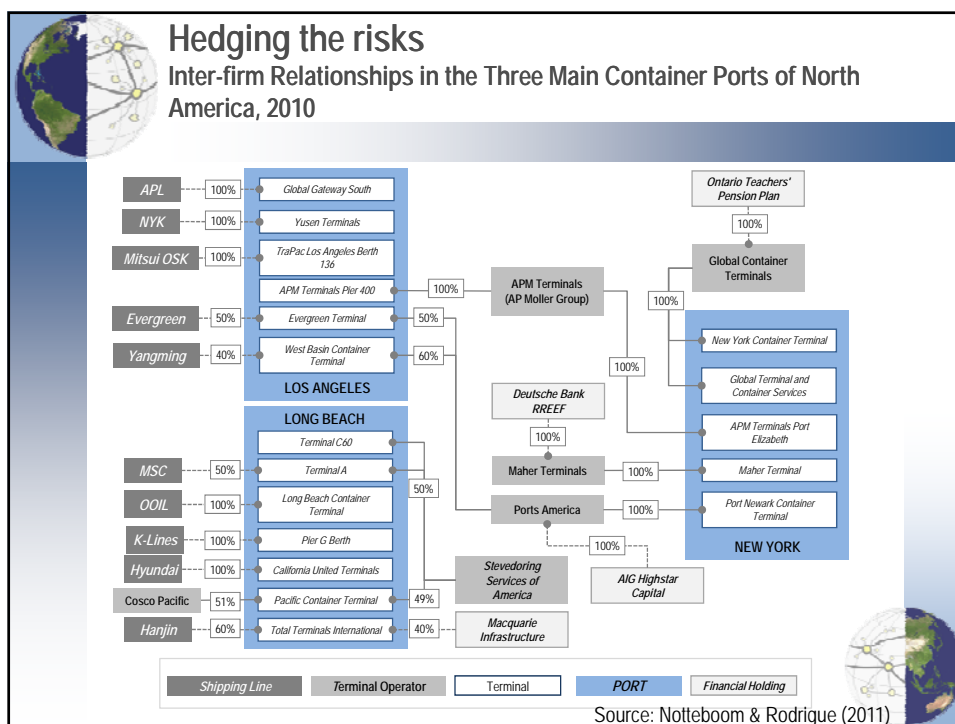 Hedging the risks
Inter-firm Relationships in the Three Main Container Ports of North
America, 2010
APL
100%
Global Gateway South
NYK
100%
Yusen Terminals
Mitsui OSK
100%
TraPac Los Angeles Berth
136
APM Terminals Pier 400
100%
APM Terminals
(AP Moller Group)
Evergreen
50%
Evergreen Terminal
50%
Yangming
40%
West Basin Container
Terminal
60%
LOS ANGELES
Ontario Teachers'
Pension Plan
100%
Global Container
Terminals
100%
100%
New York Container Terminal
Global Terminal and
Container Services
APM Terminals Port
Elizabeth
Maher Terminal
Port Newark Container
Terminal
NEW YORK
Deutsche Bank
RREEF
100%
Maher Terminals
100%
Ports America
100%
100%
AIG Highstar
Capital
LONG BEACH
Terminal C60
MSC
50%
Terminal A
50%
OOIL
100%
Long Beach Container
Terminal
K-Lines
100%
Pier G Berth
Hyundai
100%
California United Terminals
Stevedoring
Services of
America
Cosco Pacific
51%
Pacific Container Terminal
49%
Hanjin
60%
Total Terminals International
40%
Macquarie
Infrastructure
Shipping Line
Terminal Operator
Terminal
PORT
Financial Holding
Source: Notteboom & Rodrigue (2011)